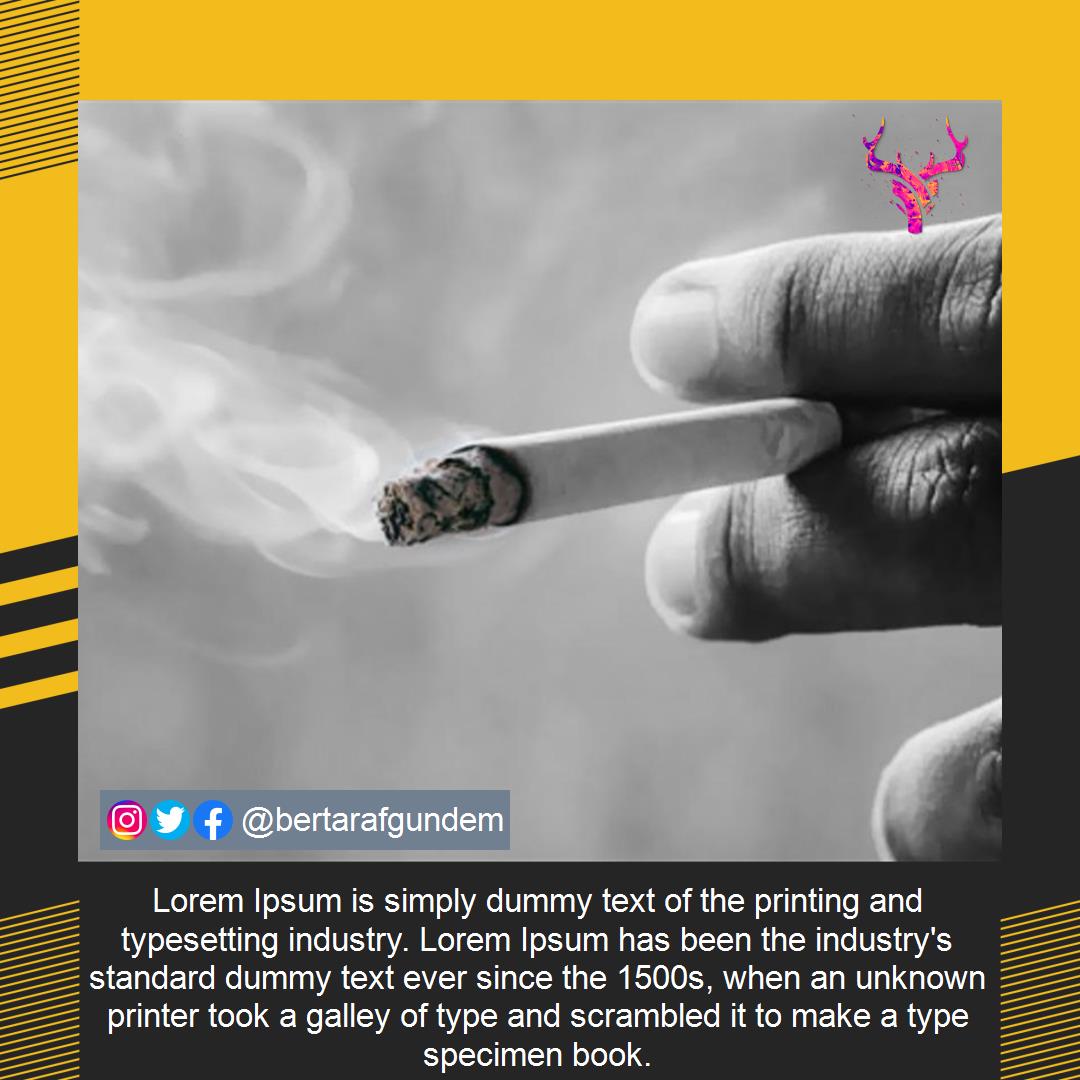 @bertarafgundem
Lorem Ipsum is simply dummy text of the printing and
typesetting industry. Lorem Ipsum has been the industry's
standard dummy text ever since the 1500s, when an unknown
printer took a galley of type and scrambled it to make a type
specimen book.